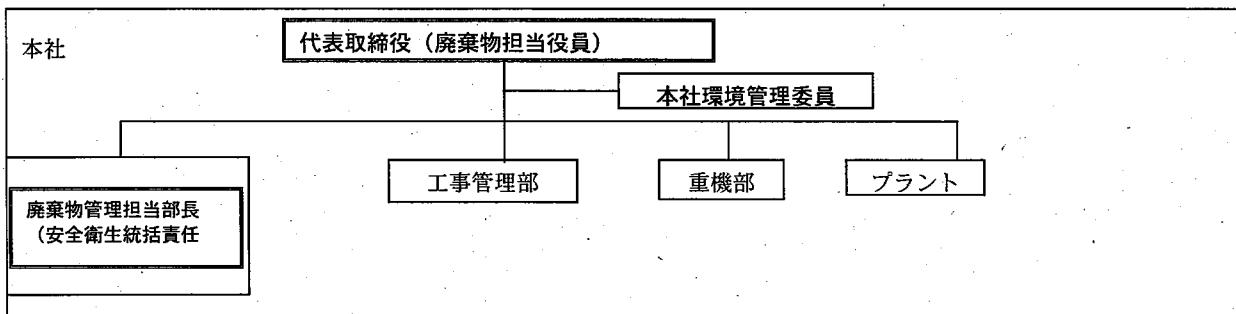 本社
代表取締役（廃棄物担当役員）
本社環境管理委員
工事管理部
重機部
プラント
廃棄物管理担当部長
（安全衛生統括責任